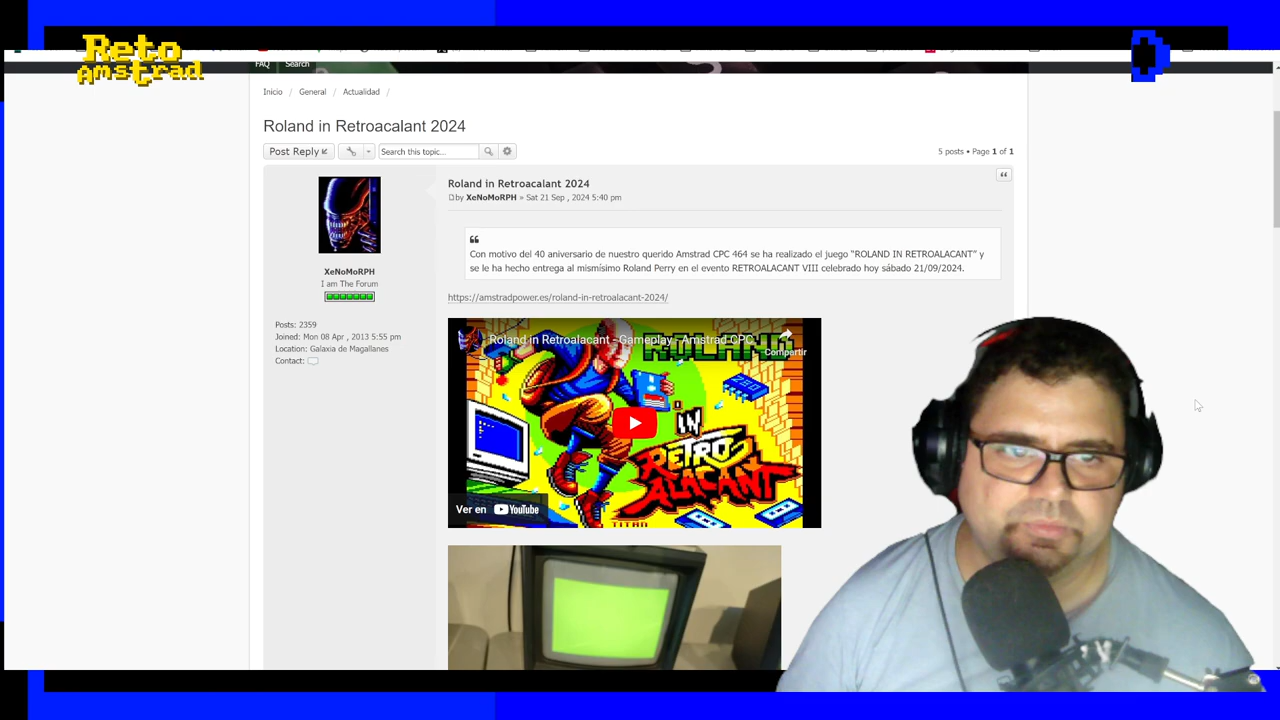 Reto
Amstrad
FAQ Search
Inicio / General / Actualidad /
Roland in Retroacalant 2024
Post Reply
Search this topic…
5 posts • Page 1 of 1
Roland in Retroacalant 2024
by XeNoMoRPH » Sat 21 Sep , 2024 5:40 pm
XeNoMoRPH
I am The Forum
Posts: 2359
Joined: Mon 08 Apr , 2013 5:55 pm
Location: Galaxia de Magallanes
Contact:
Con motivo del 40 aniversario de nuestro querido Amstrad CPC 464 se ha realizado el juego “ROLAND IN RETROALACANT” y
se le ha hecho entrega al mismísimo Roland Perry en el evento RETROALACANT VIII celebrado hoy sábado 21/09/2024.
https://amstradpower.es/roland-in-retroalacant-2024/
Roland in Retroalacant - Gameplay - Amstrad CPC
Compartir
ROLAND
Z80
IN
RETRO
ALACANT
Ver en YouTube
TITAN